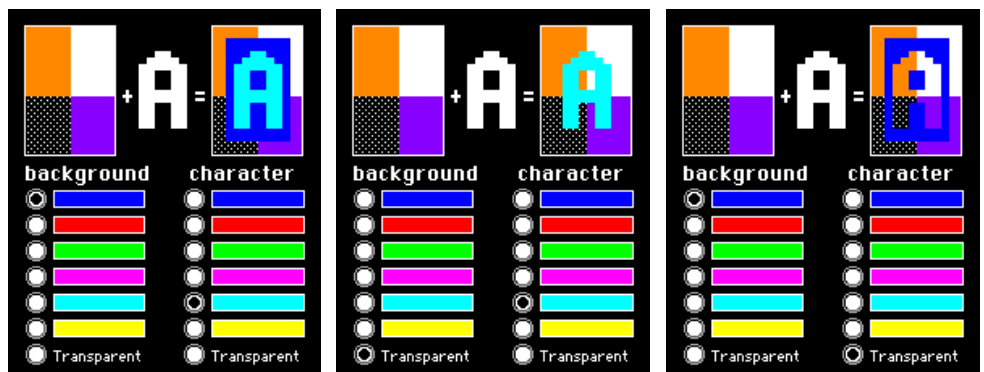 + A = A
background character
Transparent Transparent
+ A = A
background character
Transparent Transparent
+ A = A
background character
Transparent Transparent